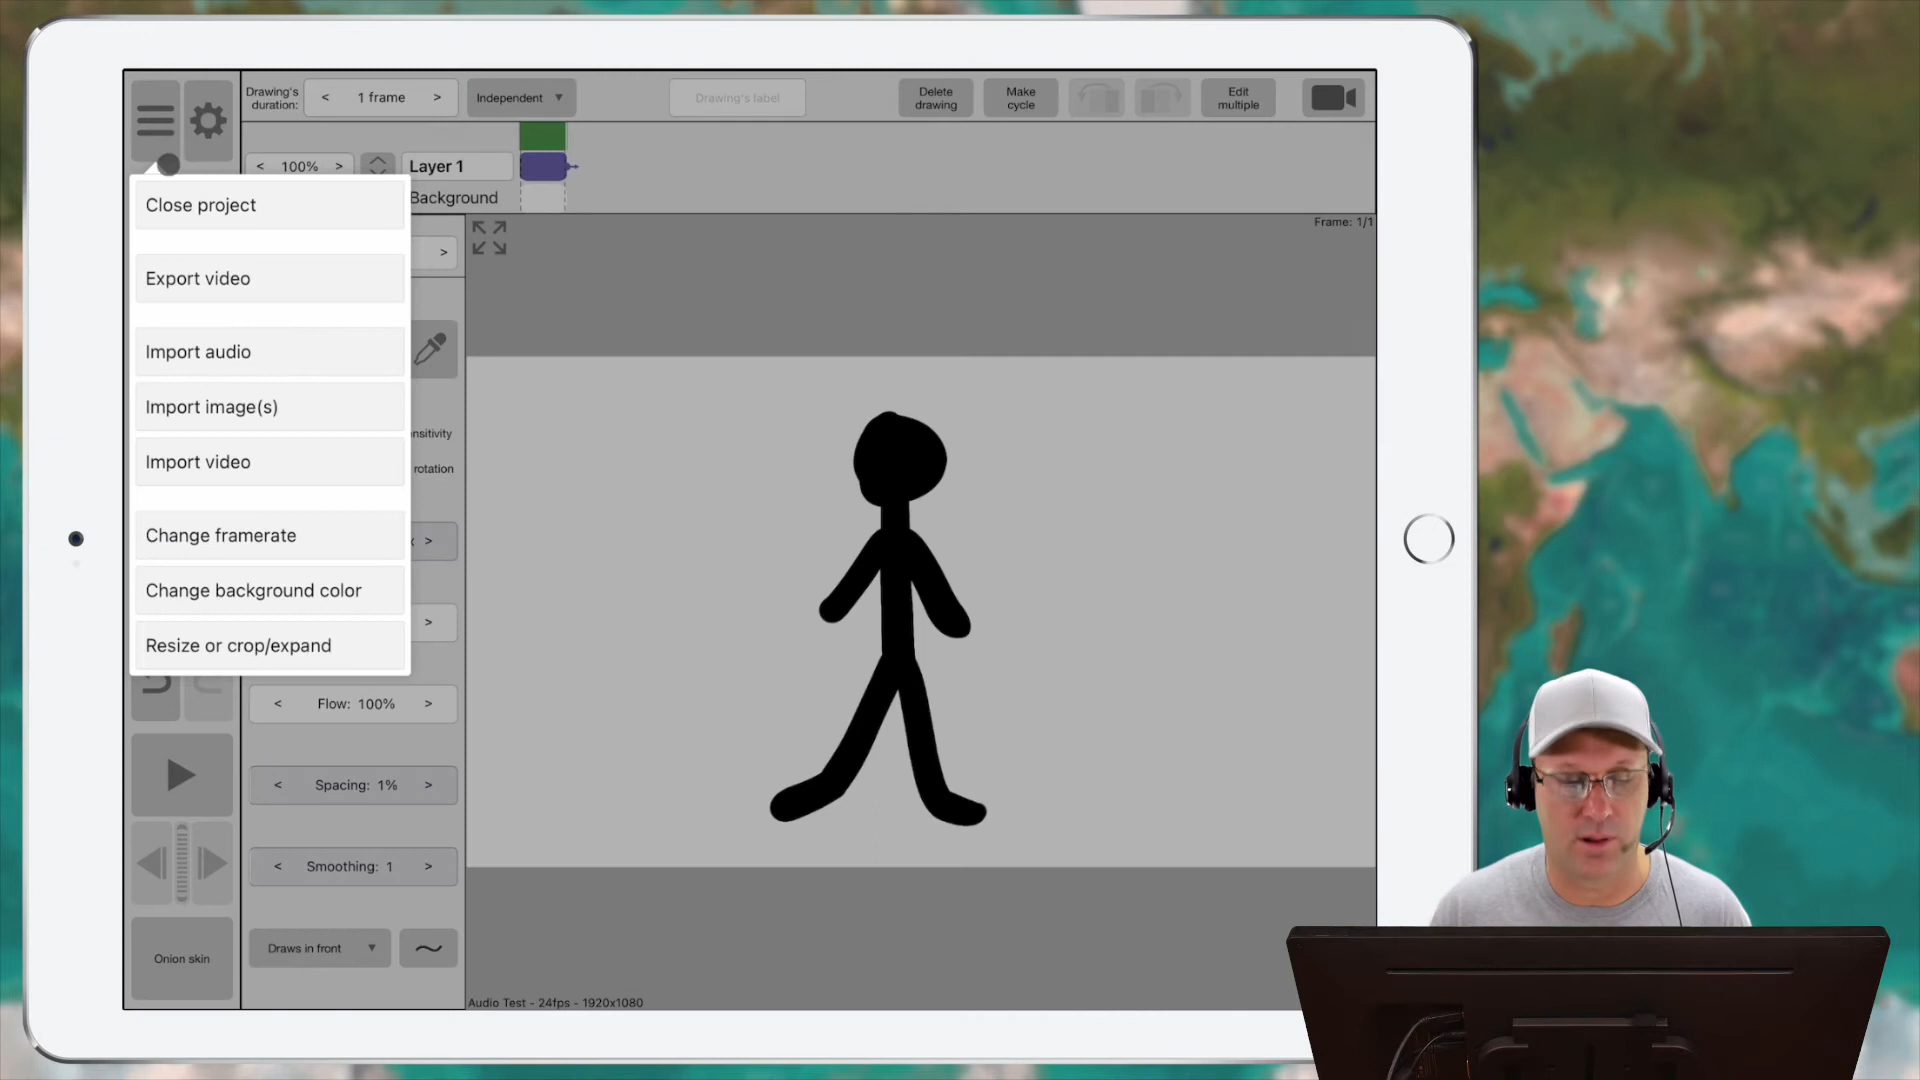 Drawing's duration:
< 1 frame >
Independent ▼
Drawing's label
Delete drawing
Make cycle
Edit multiple
< 100% >
Layer 1
Background
Frame: 1/1
Close project
Export video
Import audio
Import image(s)
Import video
Change framerate
Change background color
Resize or crop/expand
>
rotation
>
>
< Flow: 100% >
< Spacing: 1% >
< Smoothing: 1 >
Draws in front ▼
Onion skin
Audio Test - 24fps - 1920x1080